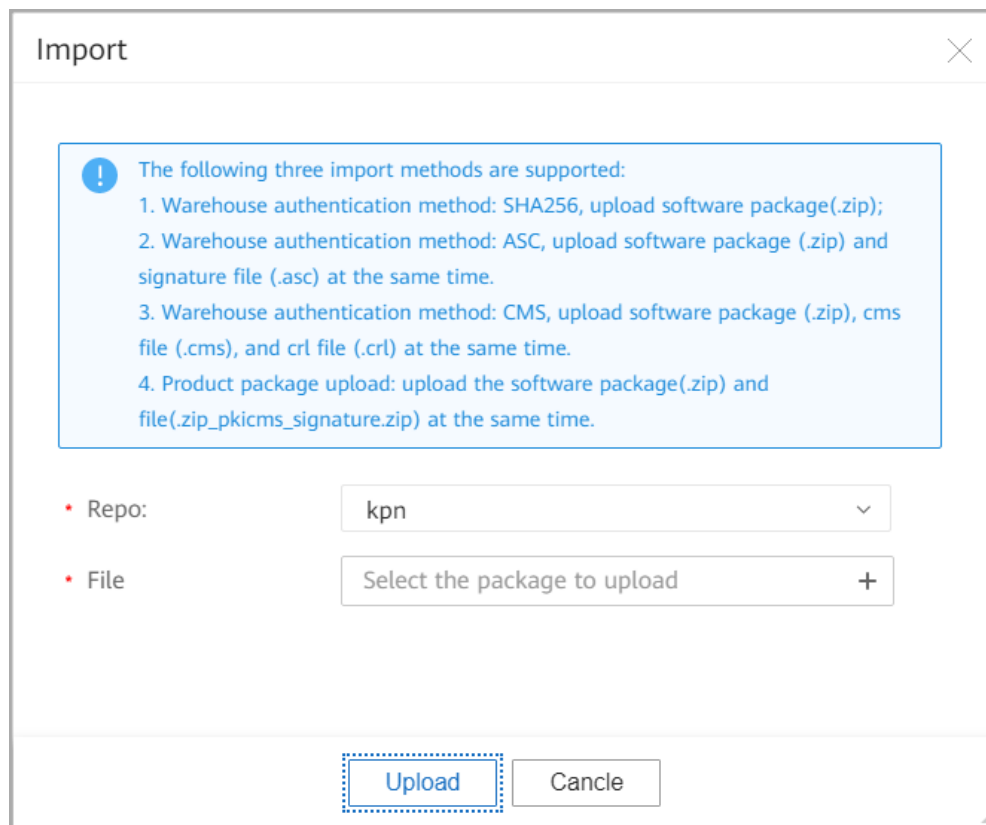 Import
The following three import methods are supported:
1. Warehouse authentication method: SHA256, upload software package(.zip);
2. Warehouse authentication method: ASC, upload software package (.zip) and
signature file (.asc) at the same time.
3. Warehouse authentication method: CMS, upload software package (.zip), cms
file (.cms), and crl file (.crl) at the same time.
4. Product package upload: upload the software package(.zip) and
file(.zip_pkicms_signature.zip) at the same time.
* Repo: kpn
* File Select the package to upload +
Upload Cancle